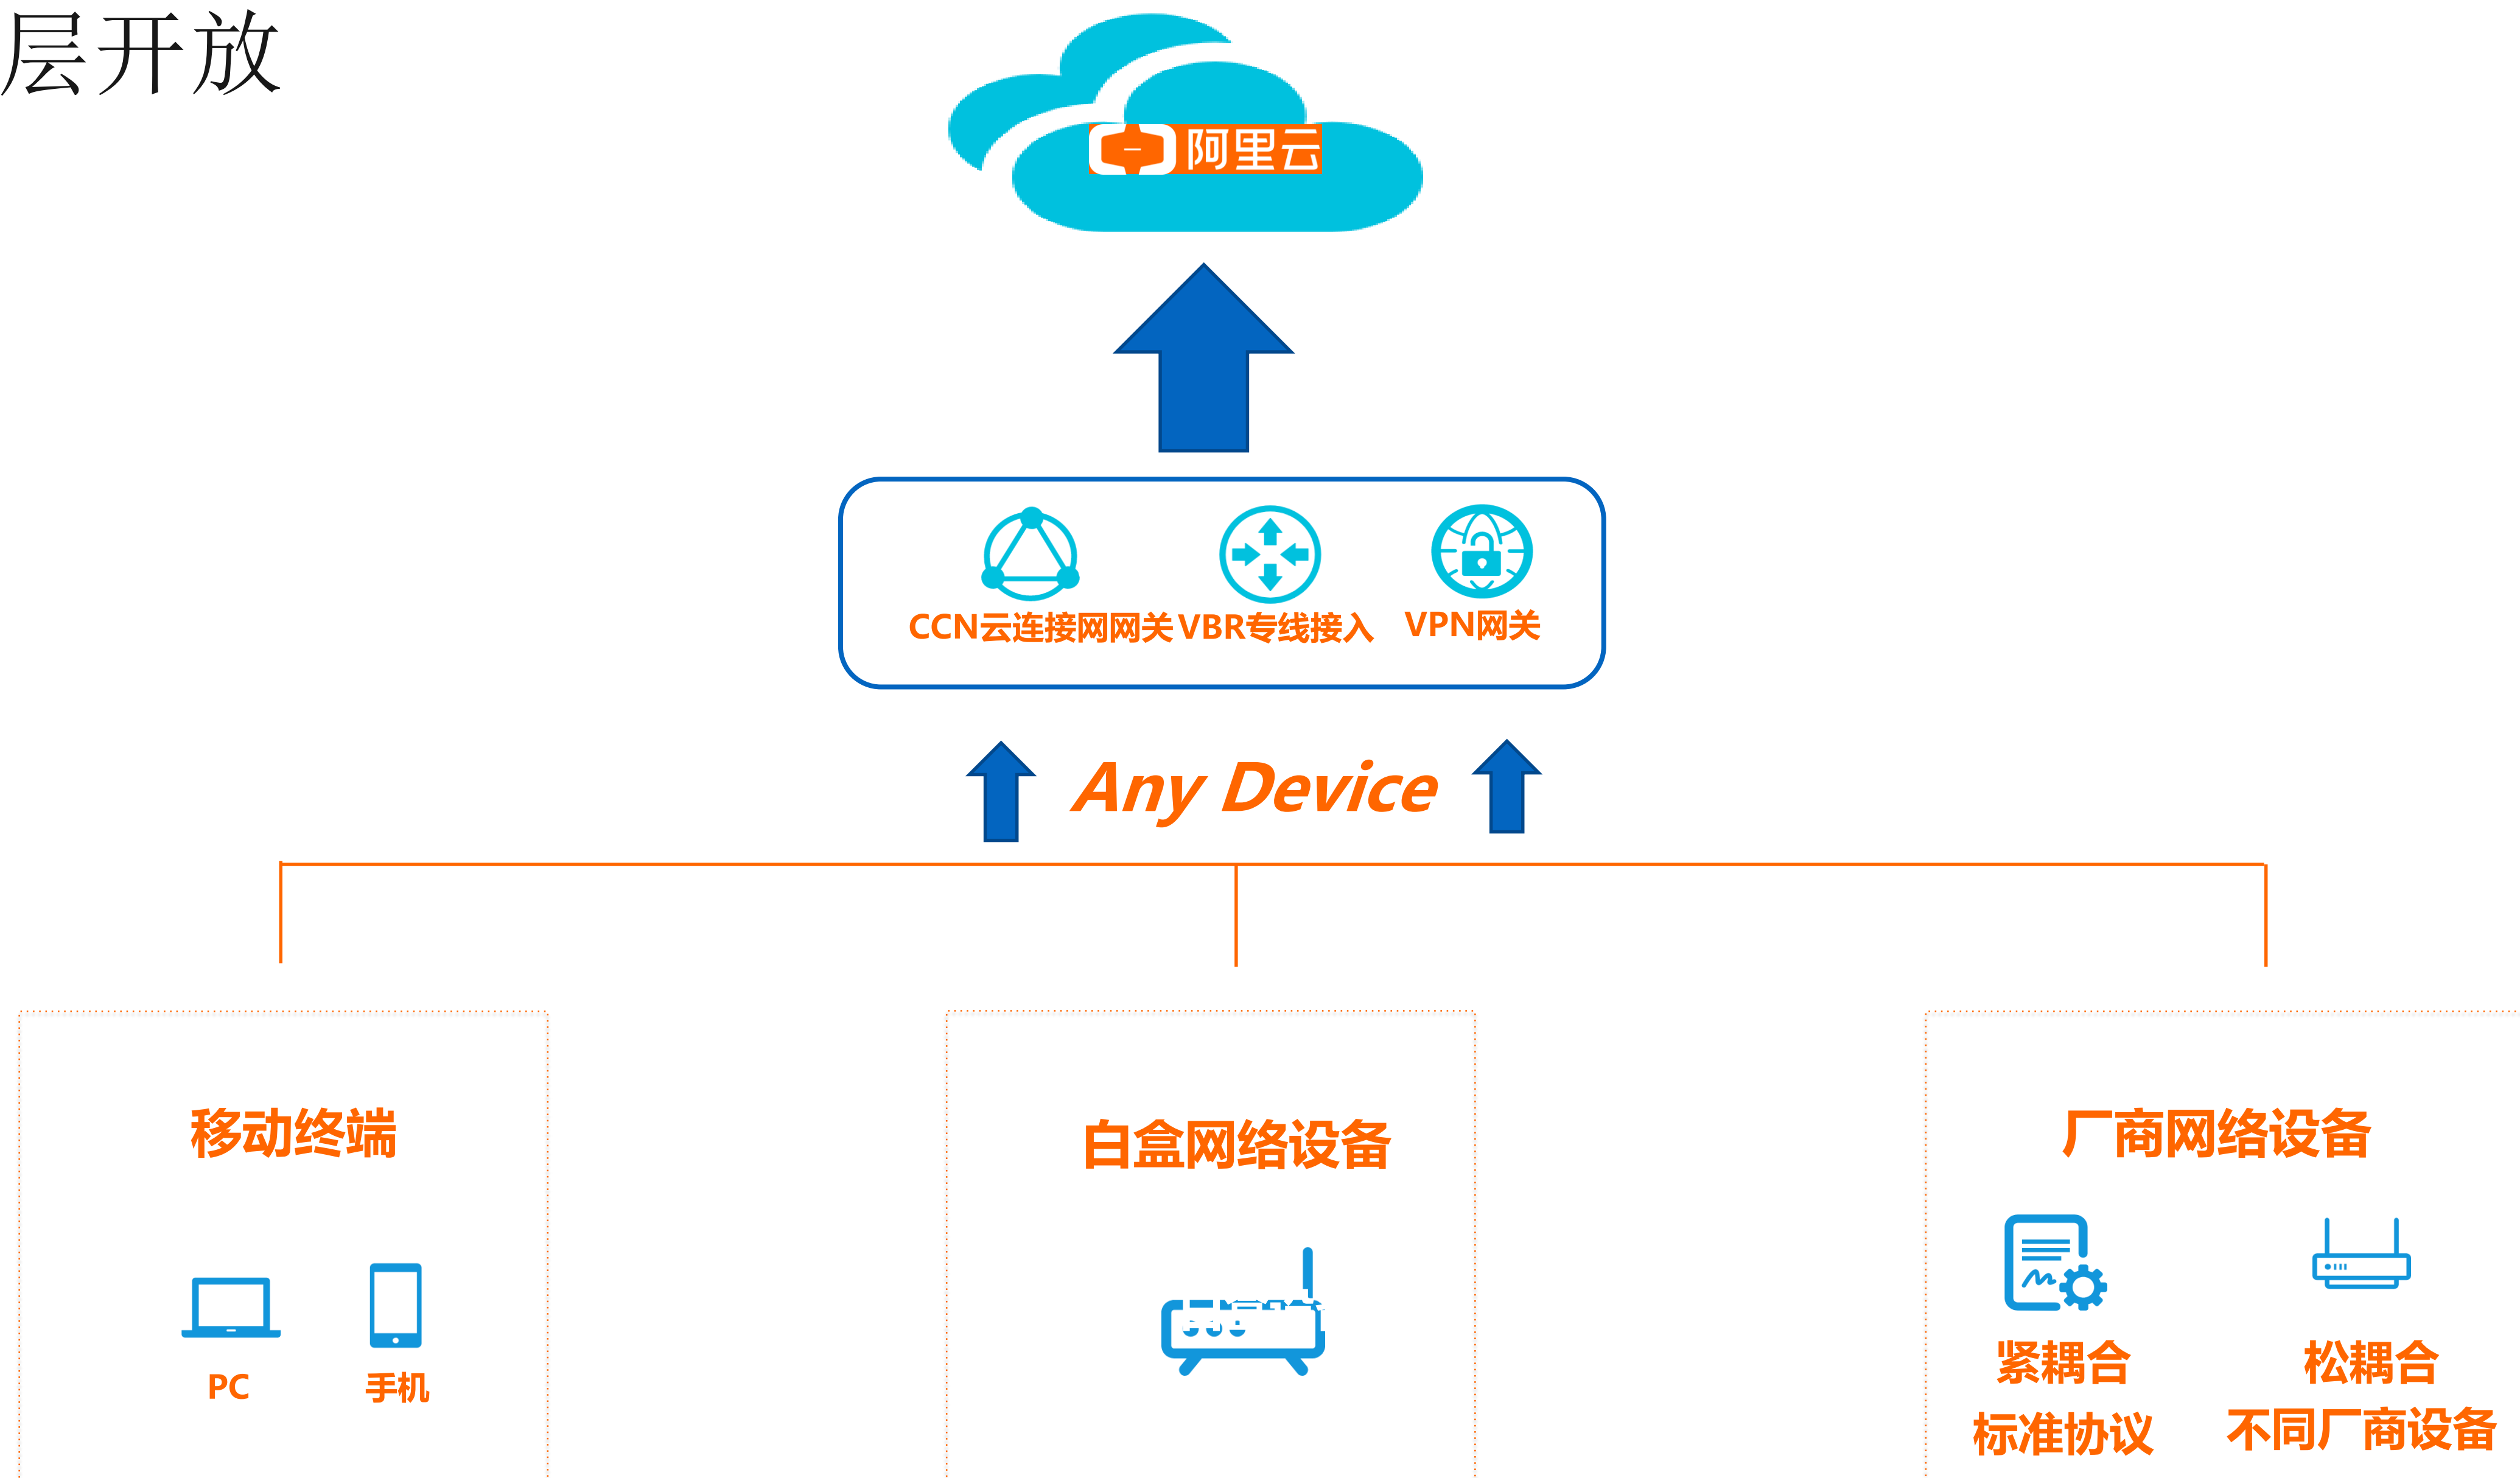 层开放
阿里云
CCN云连接网网关
VBR专线接入
VPN网关
Any Device
移动终端
白盒网络设备
厂商网络设备
PC
手机
紧耦合
标准协议
松耦合
不同厂商设备